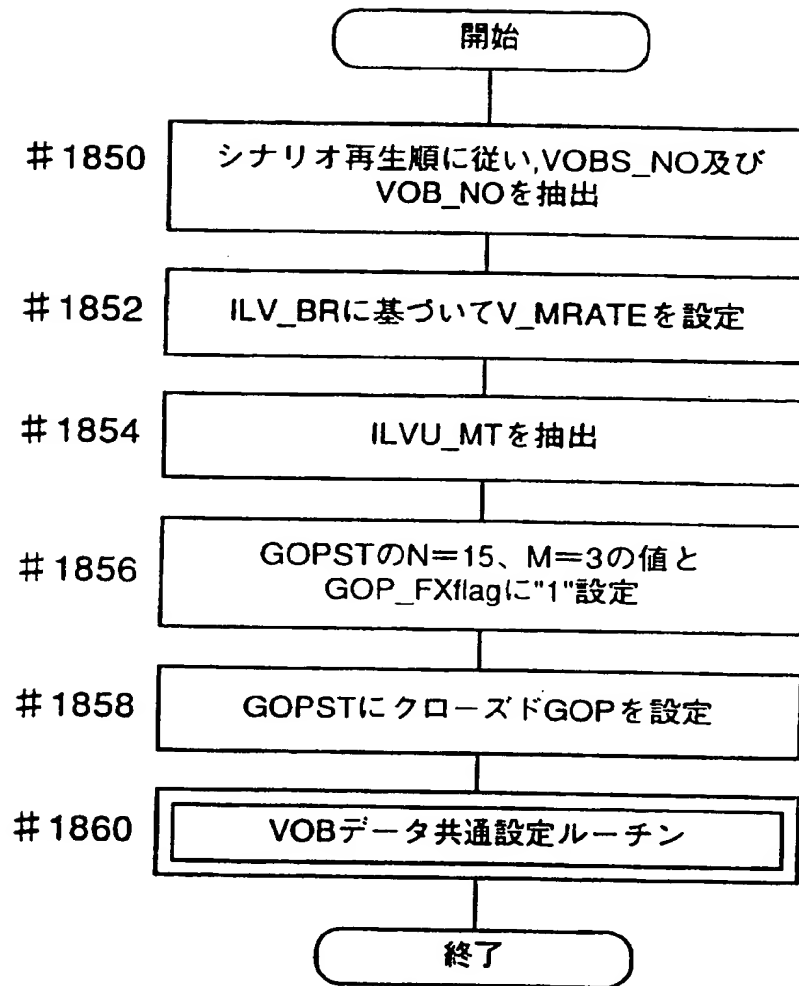 開始
#1850
シナリオ再生順に従い,VOBS_NO及び
VOB_NOを抽出
#1852
ILV_BRに基づいてV_MRATEを設定
#1854
ILVU_MTを抽出
#1856
GOPSTのN=15、M=3の値と
GOP_FXflagに"1"設定
#1858
GOPSTにクローズドGOPを設定
#1860
VOBデータ共通設定ルーチン
終了